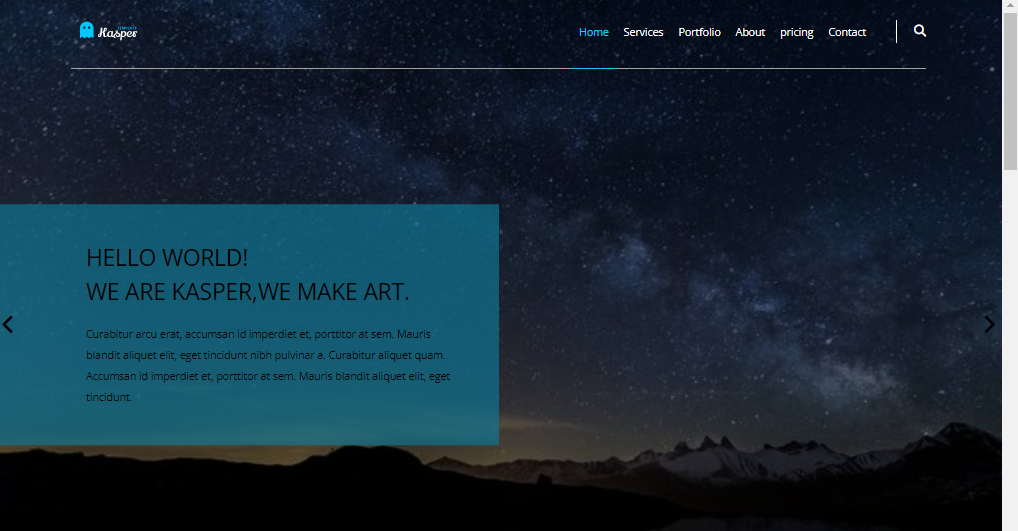 TEMPLATE
Kasper
Home Services Portfolio About pricing Contact
HELLO WORLD!
WE ARE KASPER,WE MAKE ART.
Curabitur arcu erat, accumsan id imperdiet et, porttitor at sem. Mauris
blandit aliquet elit, eget tincidunt nibh pulvinar a. Curabitur aliquet quam.
Accumsan id imperdiet et, porttitor at sem. Mauris blandit aliquet elit, eget
tincidunt.